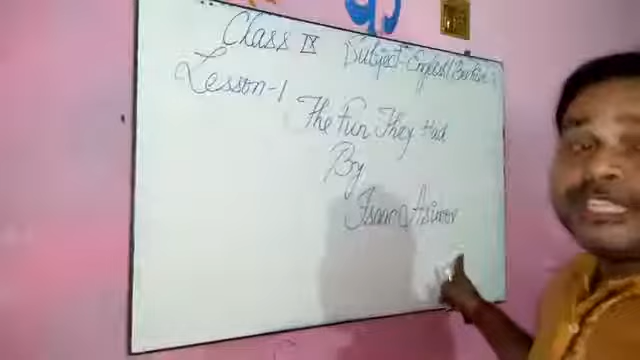 Class IX Subject-English(Beehive)
Lesson-1
The Fun They Had
By
Isaac Asimov